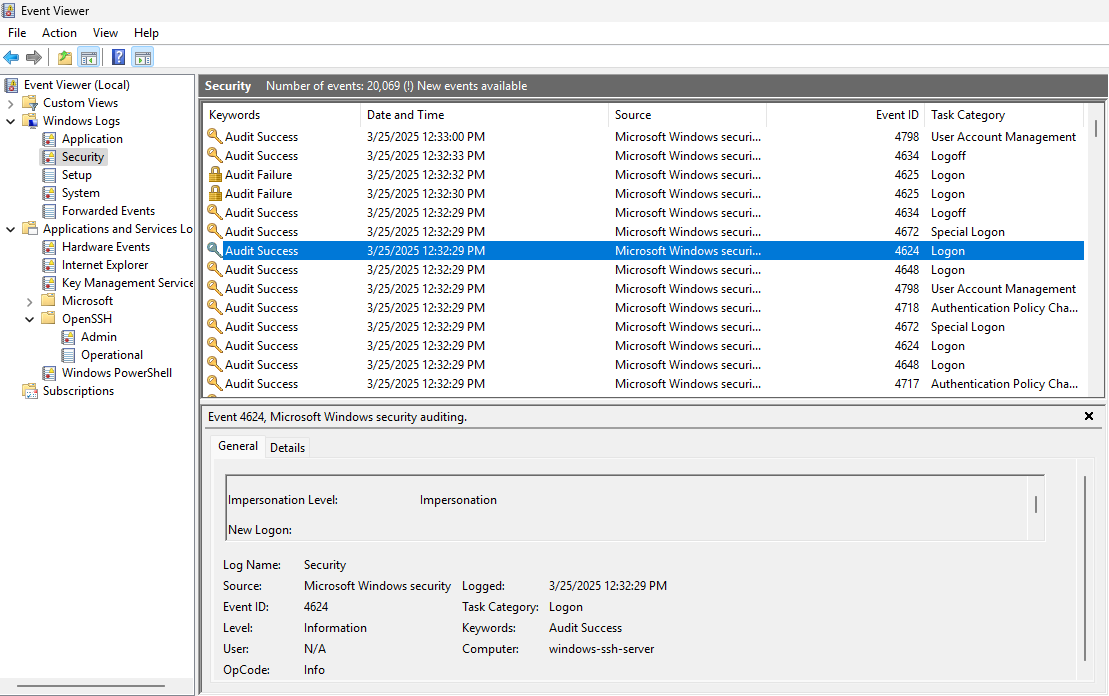 Event Viewer
File Action View Help
Event Viewer (Local)
Custom Views
Windows Logs
Application
Security
Setup
System
Forwarded Events
Applications and Services Lo
Hardware Events
Internet Explorer
Key Management Service
Microsoft
OpenSSH
Admin
Operational
Windows PowerShell
Subscriptions
Security Number of events: 20,069 (!) New events available
Keywords Date and Time Source Event ID Task Category
Audit Success 3/25/2025 12:33:00 PM Microsoft Windows securi... 4798 User Account Management
Audit Success 3/25/2025 12:32:33 PM Microsoft Windows securi... 4634 Logoff
Audit Failure 3/25/2025 12:32:32 PM Microsoft Windows securi... 4625 Logon
Audit Failure 3/25/2025 12:32:30 PM Microsoft Windows securi... 4625 Logon
Audit Success 3/25/2025 12:32:29 PM Microsoft Windows securi... 4634 Logoff
Audit Success 3/25/2025 12:32:29 PM Microsoft Windows securi... 4672 Special Logon
Audit Success 3/25/2025 12:32:29 PM Microsoft Windows securi... 4624 Logon
Audit Success 3/25/2025 12:32:29 PM Microsoft Windows securi... 4648 Logon
Audit Success 3/25/2025 12:32:29 PM Microsoft Windows securi... 4798 User Account Management
Audit Success 3/25/2025 12:32:29 PM Microsoft Windows securi... 4718 Authentication Policy Cha...
Audit Success 3/25/2025 12:32:29 PM Microsoft Windows securi... 4672 Special Logon
Audit Success 3/25/2025 12:32:29 PM Microsoft Windows securi... 4624 Logon
Audit Success 3/25/2025 12:32:29 PM Microsoft Windows securi... 4648 Logon
Audit Success 3/25/2025 12:32:29 PM Microsoft Windows securi... 4717 Authentication Policy Cha...
Event 4624, Microsoft Windows security auditing.
General Details
Impersonation Level: Impersonation
New Logon:
Log Name: Security
Source: Microsoft Windows security Logged: 3/25/2025 12:32:29 PM
Event ID: 4624 Task Category: Logon
Level: Information Keywords: Audit Success
User: N/A Computer: windows-ssh-server
OpCode: Info